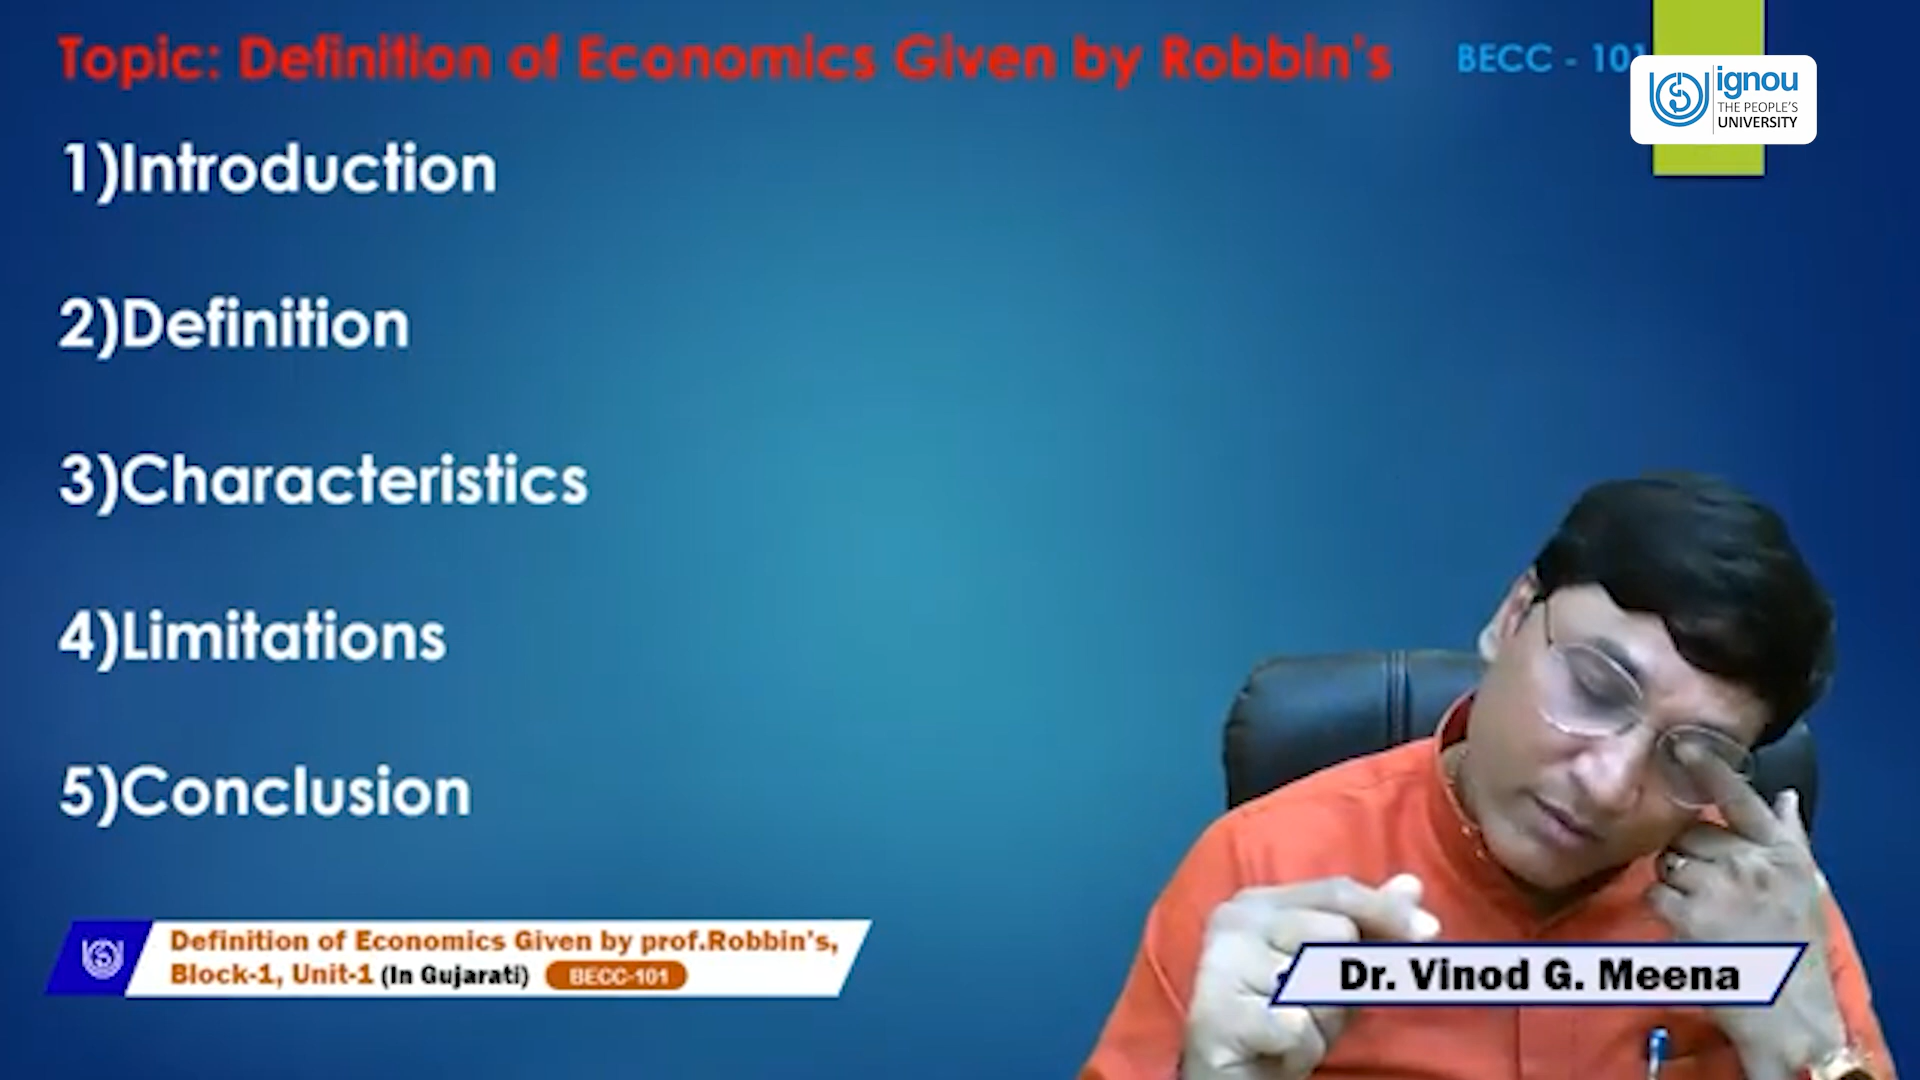 Topic: Definition of Economics Given by Robbin's
BECC - 101
ignou
THE PEOPLE'S
UNIVERSITY
1)Introduction
2)Definition
3)Characteristics
4)Limitations
5)Conclusion
Definition of Economics Given by prof.Robbin's,
Block-1, Unit-1 (In Gujarati) BECC-101
Dr. Vinod G. Meena